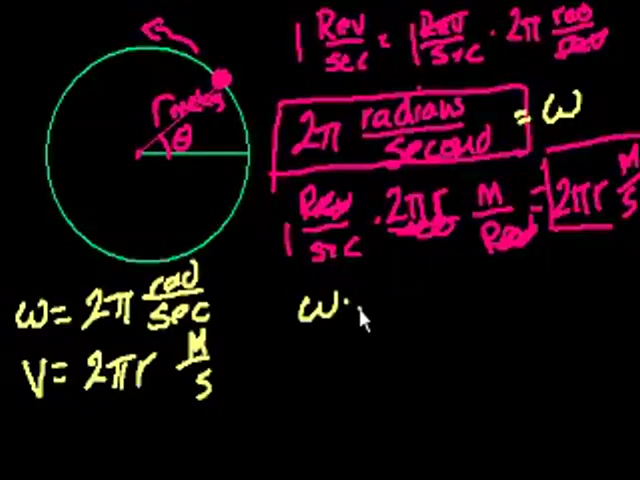 1 Rev/sec = 1 Rev/sec · 2π rad/rev
2π radians/second = ω
1 Rev/sec · 2πr M/Rev = 2πr M/S
r meters
θ
ω = 2π rad/sec
V = 2πr M/S
ω ·